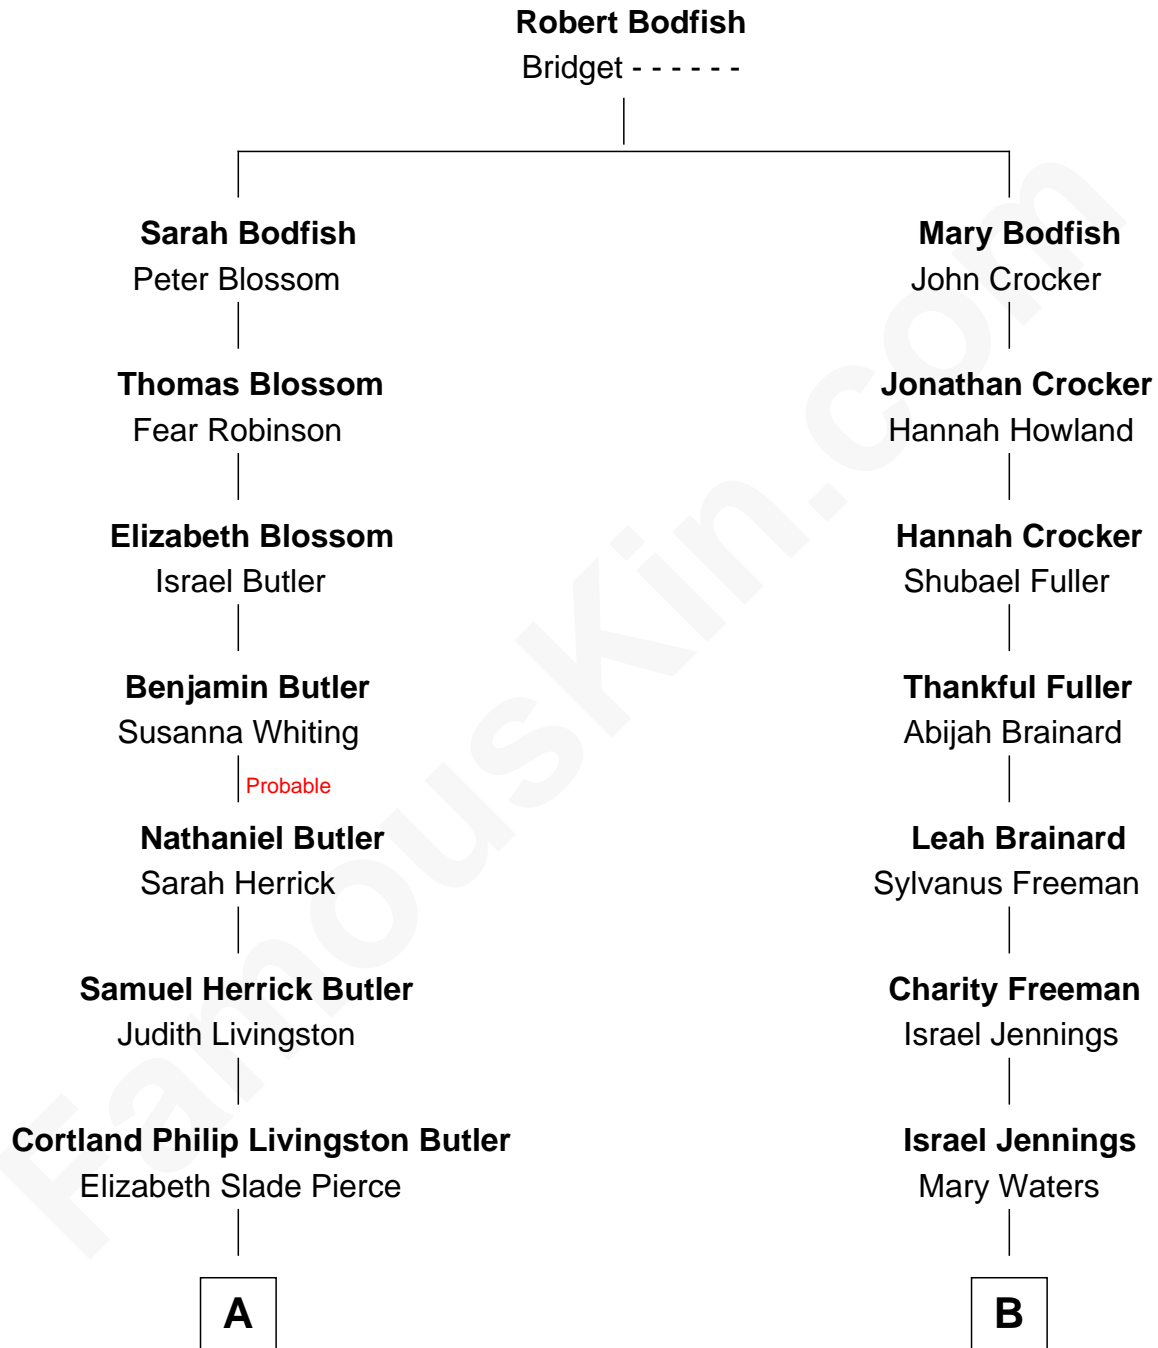 Robert Bodfish
Bridget - - - - - -
Sarah Bodfish
Peter Blossom
Mary Bodfish
John Crocker
Thomas Blossom
Fear Robinson
Jonathan Crocker
Hannah Howland
Elizabeth Blossom
Israel Butler
Hannah Crocker
Shubael Fuller
Benjamin Butler
Susanna Whiting
Thankful Fuller
Abijah Brainard
Probable
Nathaniel Butler
Sarah Herrick
Leah Brainard
Sylvanus Freeman
Samuel Herrick Butler
Judith Livingston
Charity Freeman
Israel Jennings
Cortland Philip Livingston Butler
Elizabeth Slade Pierce
Israel Jennings
Mary Waters
A
B
FamousKin.com